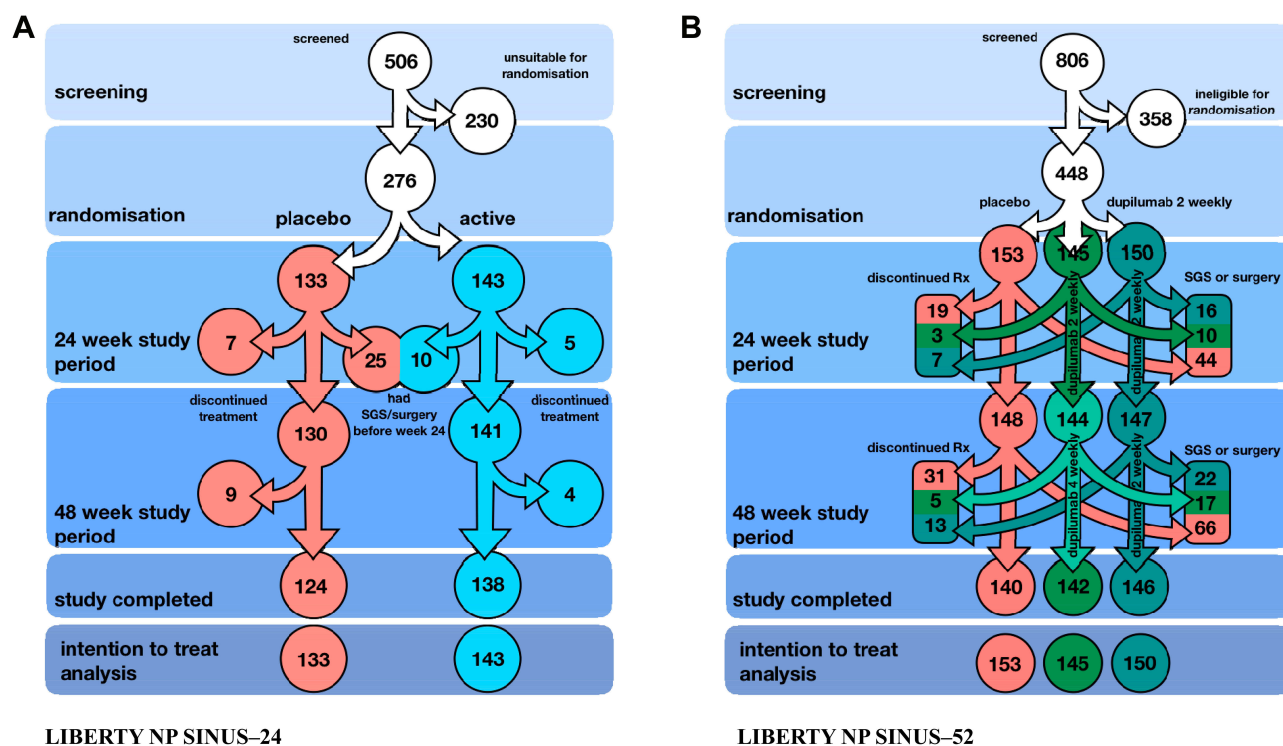 A
screened
506
unsuitable for
randomisation
screening
230
276
randomisation
placebo
active
133
143
24 week study
period
7
25
10
5
discontinued
treatment
had
SGS/surgery
before week 24
discontinued
treatment
130
141
48 week study
period
9
4
study completed
124
138
intention to treat
analysis
133
143
LIBERTY NP SINUS–24
B
screened
806
ineligible for
randomisation
screening
358
448
randomisation
placebo
dupilumab 2 weekly
153
145
150
discontinued Rx
SGS or surgery
24 week study
period
19
3
7
dupilumab 2 weekly
dupilumab 2 weekly
16
10
44
148
144
147
discontinued Rx
SGS or surgery
48 week study
period
31
5
13
dupilumab 4 weekly
dupilumab 2 weekly
22
17
66
study completed
140
142
146
intention to treat
analysis
153
145
150
LIBERTY NP SINUS–52